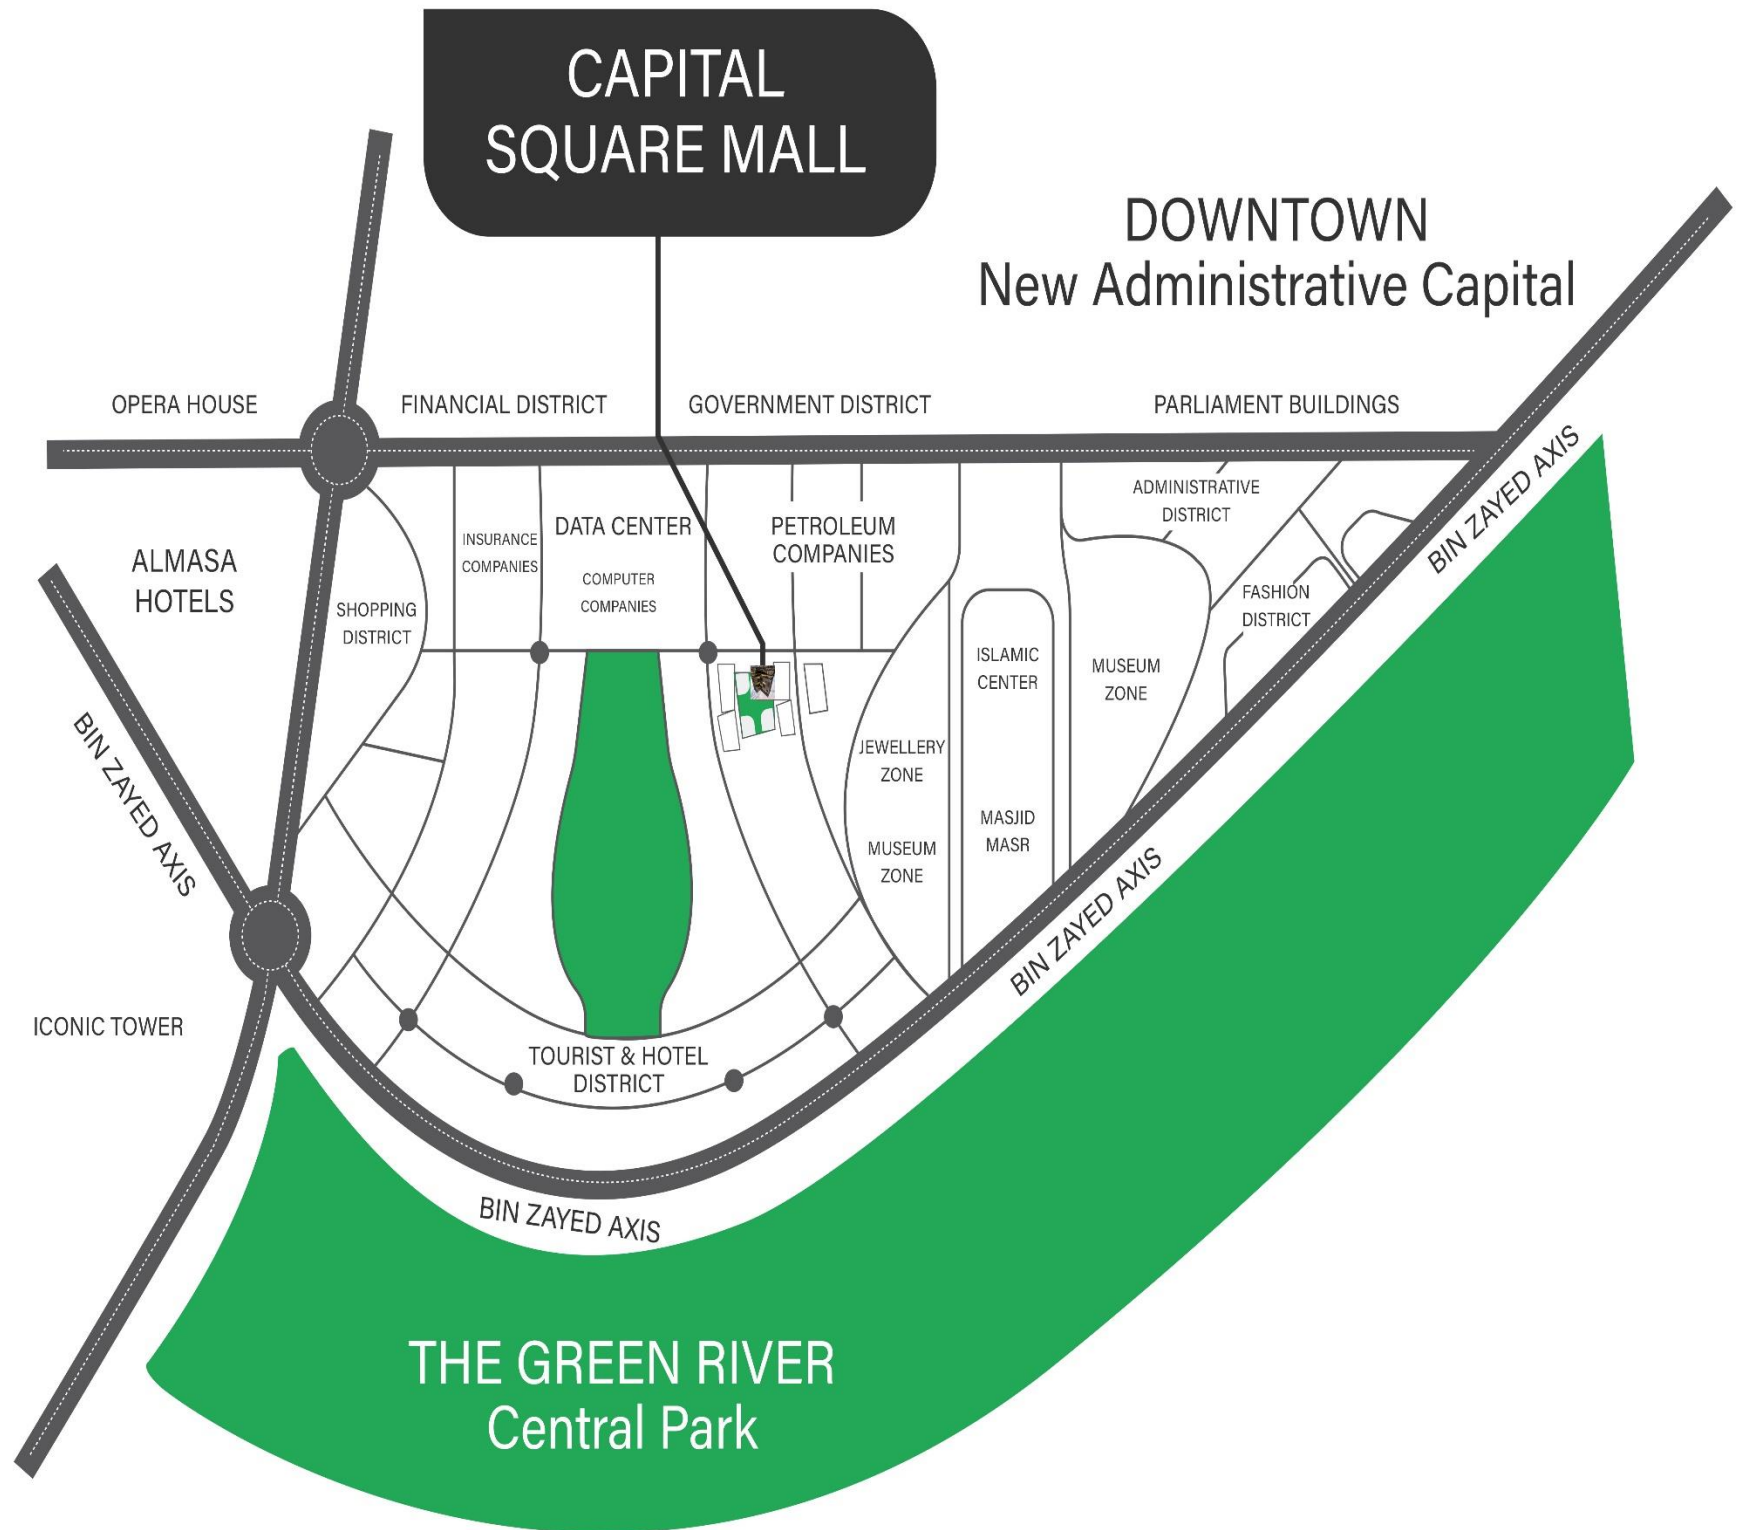 CAPITAL
SQUARE MALL
DOWNTOWN
New Administrative Capital
OPERA HOUSE
FINANCIAL DISTRICT
GOVERNMENT DISTRICT
PARLIAMENT BUILDINGS
ALMASA
HOTELS
SHOPPING
DISTRICT
INSURANCE
COMPANIES
DATA CENTER
COMPUTER
COMPANIES
PETROLEUM
COMPANIES
ADMINISTRATIVE
DISTRICT
FASHION
DISTRICT
BIN ZAYED AXIS
ISLAMIC
CENTER
MUSEUM
ZONE
JEWELLERY
ZONE
MUSEUM
ZONE
MASJID
MASR
BIN ZAYED AXIS
BIN ZAYED AXIS
ICONIC TOWER
TOURIST & HOTEL
DISTRICT
BIN ZAYED AXIS
THE GREEN RIVER
Central Park